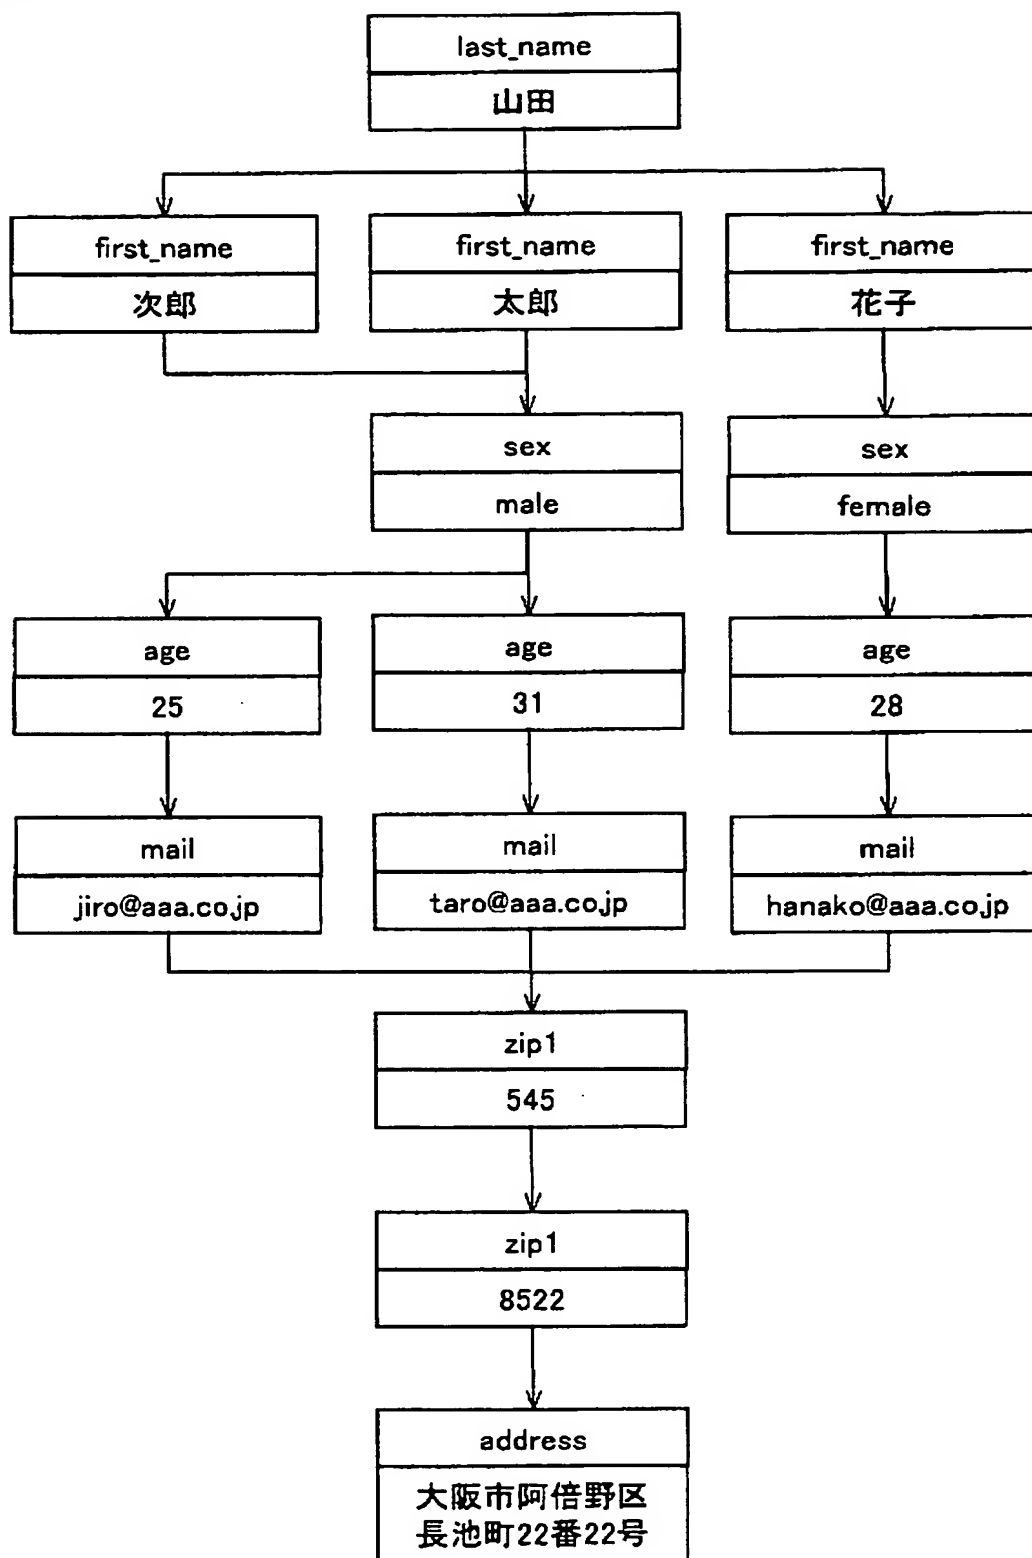 last_name
山田
first_name
次郎
first_name
太郎
first_name
花子
sex
male
sex
female
age
25
age
31
age
28
mail
jiro@aaa.co.jp
mail
taro@aaa.co.jp
mail
hanako@aaa.co.jp
zip1
545
zip1
8522
address
大阪市阿倍野区
長池町22番22号